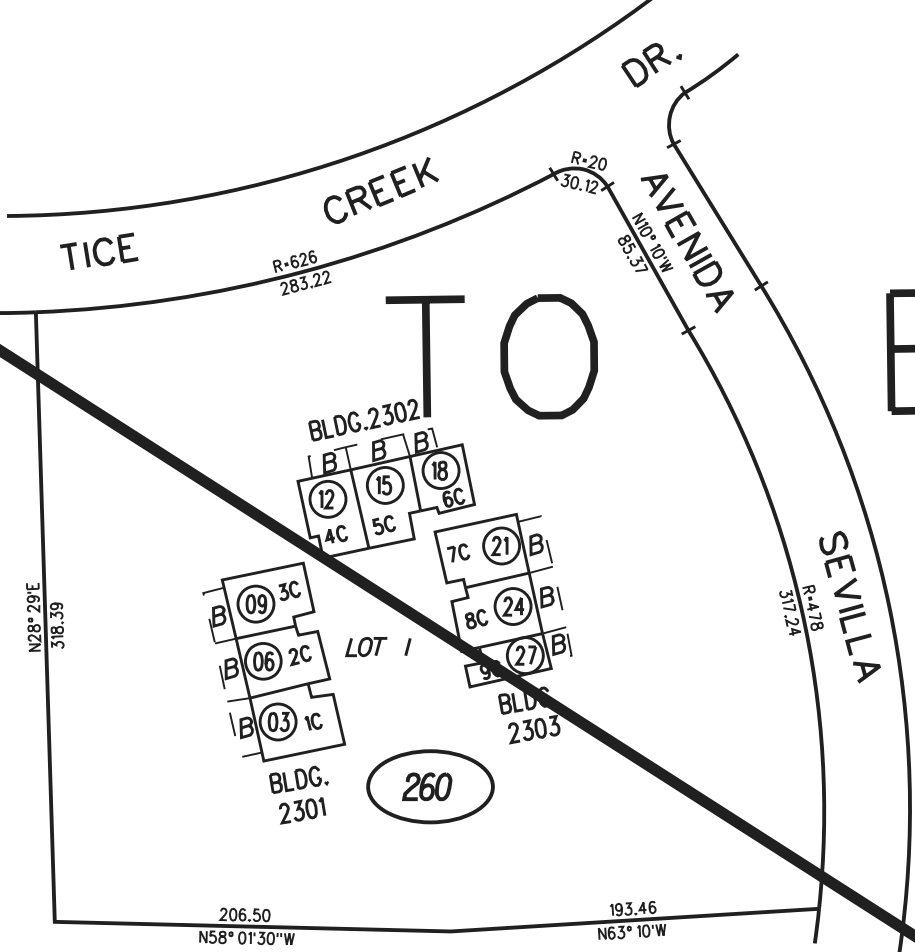 DR.
TICE CREEK
R=20
30.12
AVENIDA
N10° 10'W
85.37
R=626
283.22
TO
E
BLDG.2302
B B B
12 15 18
4C 5C 6C
7C 21 B
8C 24 B
27 B
BLDG
2303
B 09 3C
B 06 2C
B 03 1C
LOT 1
BLDG.
2301
260
N28° 29'E
318.39
SEVILLA
R=478
317.24
206.50
N58° 01'30"W
193.46
N63° 10'W